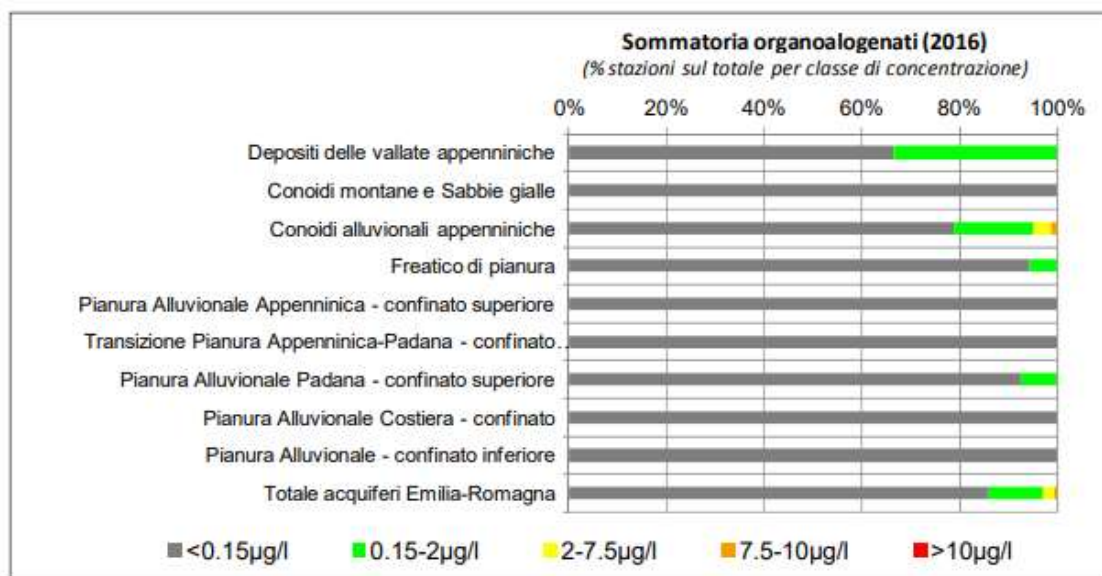 Sommatoria organoalogenati (2016)
(% stazioni sul totale per classe di concentrazione)
0% 20% 40% 60% 80% 100%
Depositi delle vallate appenniniche
Conoidi montane e Sabbie gialle
Conoidi alluvionali appenniniche
Freatico di pianura
Pianura Alluvionale Appenninica - confinato superiore
Transizione Pianura Appenninica-Padana - confinato..
Pianura Alluvionale Padana - confinato superiore
Pianura Alluvionale Costiera - confinato
Pianura Alluvionale - confinato inferiore
Totale acquiferi Emilia-Romagna
<0.15µg/l 0.15-2µg/l 2-7.5µg/l 7.5-10µg/l >10µg/l